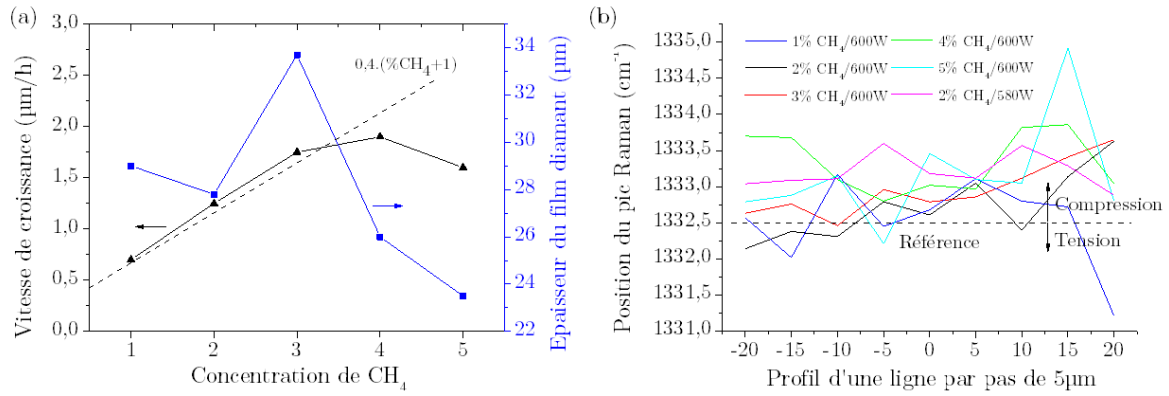 (a)
3,0
2,5
2,0
1,5
1,0
0,5
0,0
Vitesse de croissance (µm/h)
1 2 3 4 5
Concentration de CH4
34
32
30
28
26
24
22
Epaisseur du film diamant (µm)
0,4.(%CH4+1)
(b)
1335,0
1334,5
1334,0
1333,5
1333,0
1332,5
1332,0
1331,5
1331,0
Position du pic Raman (cm⁻¹)
1% CH4/600W
2% CH4/600W
3% CH4/600W
4% CH4/600W
5% CH4/600W
2% CH4/580W
Référence
Compression
Tension
-20 -15 -10 -5 0 5 10 15 20
Profil d'une ligne par pas de 5µm